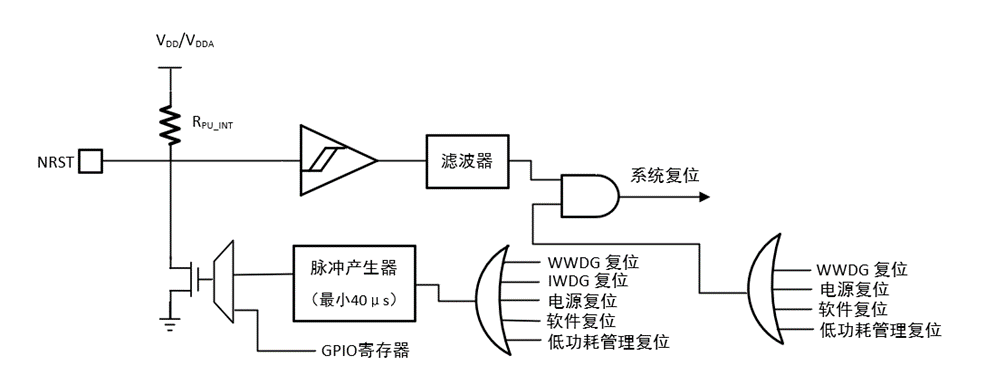 VDD/VDDA
RPU_INT
NRST
滤波器
系统复位
脉冲产生器
（最小40μs）
WWDG 复位
IWDG 复位
电源复位
软件复位
低功耗管理复位
GPIO寄存器
WWDG 复位
电源复位
软件复位
低功耗管理复位